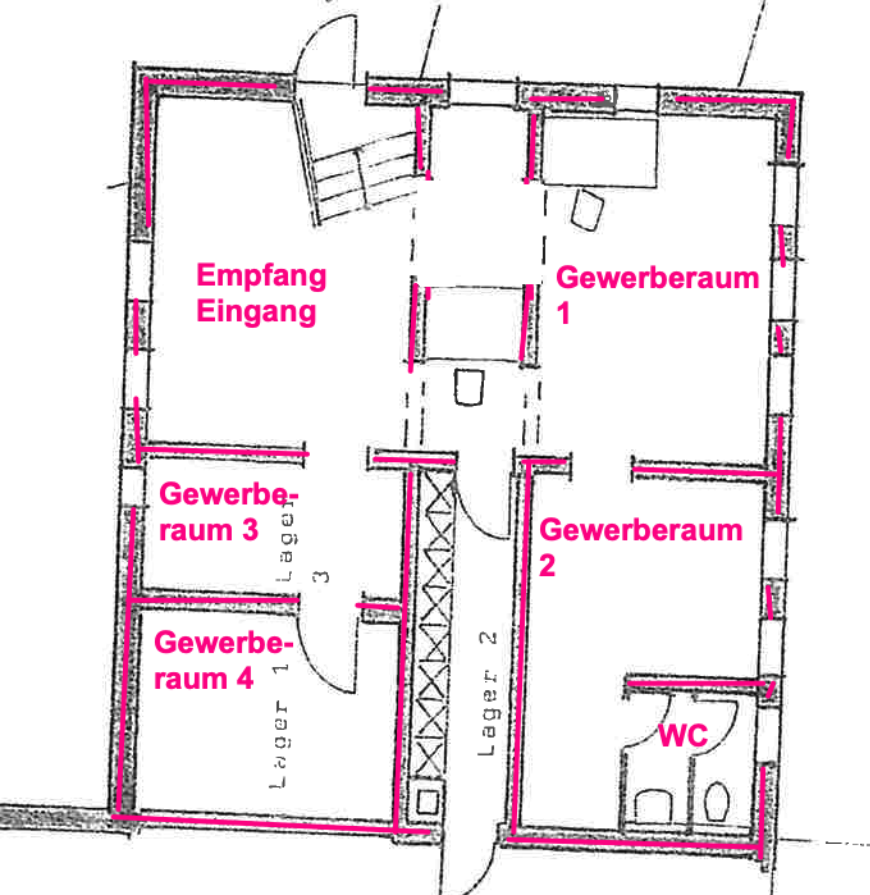 Empfang
Eingang
Gewerberaum
1
Gewerbe-
raum 3
Lager
3
Gewerberaum
2
Gewerbe-
raum 4
Lager 1
Lager 2
WC